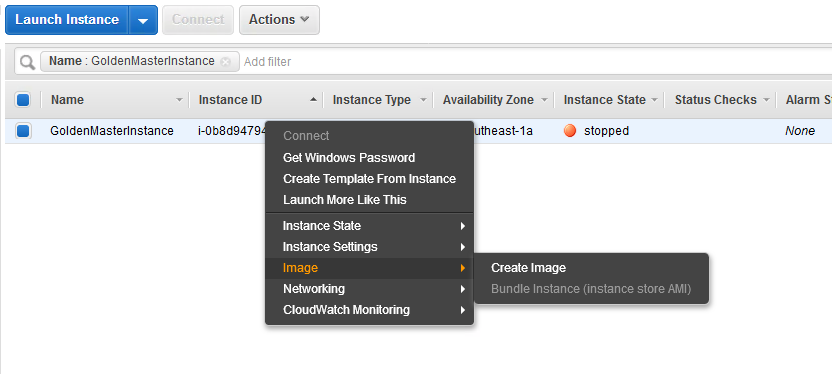 Launch Instance Connect Actions
Name : GoldenMasterInstance Add filter
Name Instance ID Instance Type Availability Zone Instance State Status Checks Alarm
GoldenMasterInstance i-0b8d9479 utheast-1a stopped None
Connect
Get Windows Password
Create Template From Instance
Launch More Like This
Instance State
Instance Settings
Image
Create Image
Networking
Bundle Instance (instance store AMI)
CloudWatch Monitoring